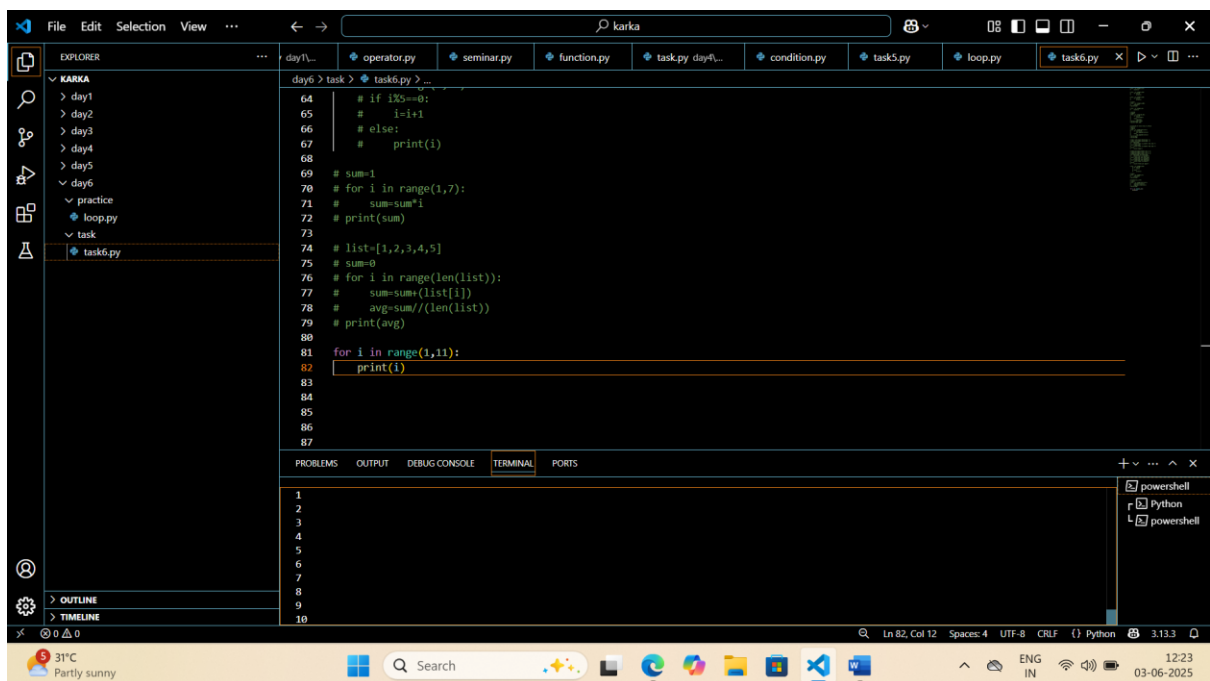 File Edit Selection View ··· karka
EXPLORER ···
day1\... operator.py seminar.py function.py task.py day4\... condition.py task5.py loop.py task6.py
KARKA
day1
day2
day3
day4
day5
day6
practice
loop.py
task
task6.py
day6 > task > task6.py > ...
64 # if i%5==0:
65 #     i=i+1
66 # else:
67 #     print(i)
68
69 # sum=1
70 # for i in range(1,7):
71 #     sum=sum*i
72 # print(sum)
73
74 # list=[1,2,3,4,5]
75 # sum=0
76 # for i in range(len(list)):
77 #     sum=sum+(list[i])
78 #     avg=sum//(len(list))
79 # print(avg)
80
81 for i in range(1,11):
82     print(i)
83
84
85
86
87
PROBLEMS OUTPUT DEBUG CONSOLE TERMINAL PORTS
1
2
3
4
5
6
7
8
9
10
powershell
Python
powershell
OUTLINE
TIMELINE
0 0 Ln 82, Col 12 Spaces: 4 UTF-8 CRLF {} Python 3.13.3
5
31°C
Partly sunny
Search
ENG
IN
12:23
03-06-2025